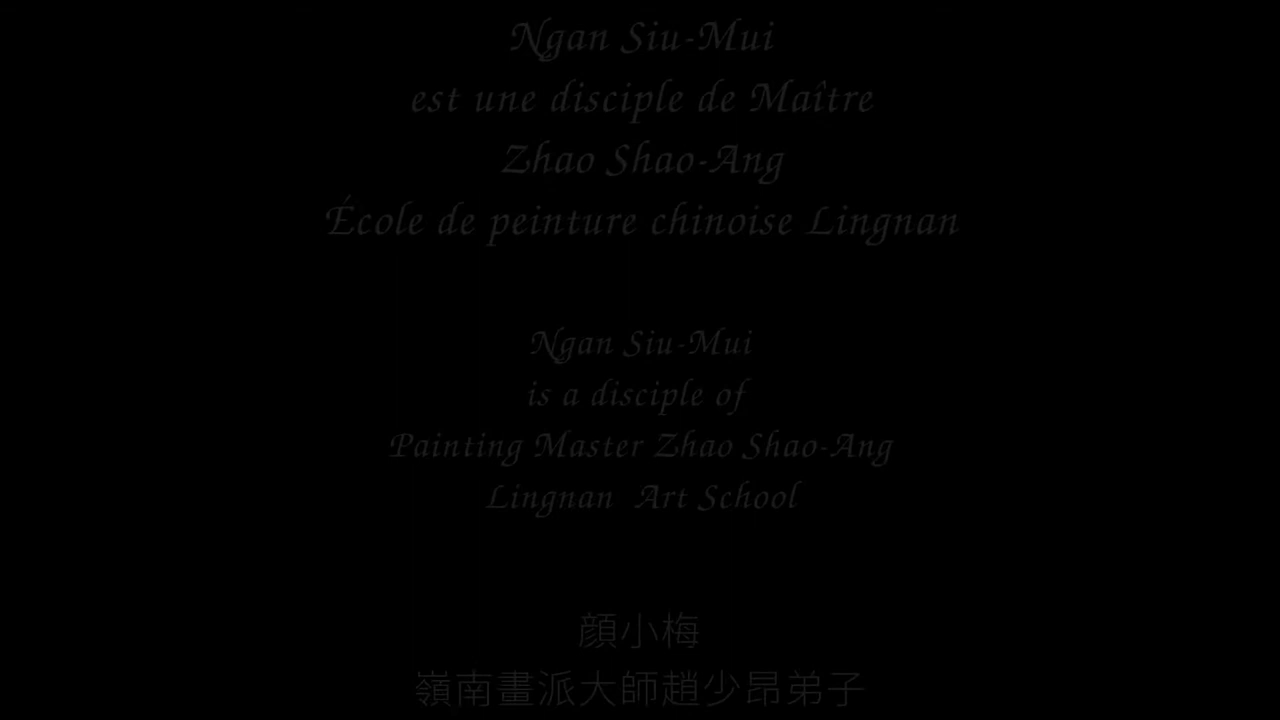 Ngan Siu-Mui
est une disciple de Maître
Zhao Shao-Ang
École de peinture chinoise Lingnan
Ngan Siu-Mui
is a disciple of
Painting Master Zhao Shao-Ang
Lingnan Art School
顔小梅
嶺南畫派大師趙少昂弟子